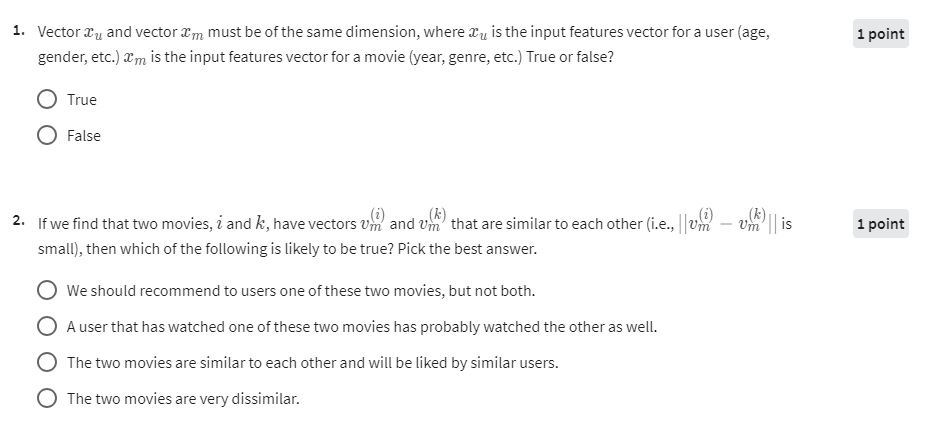 1. Vector x_u and vector x_m must be of the same dimension, where x_u is the input features vector for a user (age, 1 point
gender, etc.) x_m is the input features vector for a movie (year, genre, etc.) True or false?
True
False
2. If we find that two movies, i and k, have vectors v_m^(i) and v_m^(k) that are similar to each other (i.e., ||v_m^(i) − v_m^(k)|| is 1 point
small), then which of the following is likely to be true? Pick the best answer.
We should recommend to users one of these two movies, but not both.
A user that has watched one of these two movies has probably watched the other as well.
The two movies are similar to each other and will be liked by similar users.
The two movies are very dissimilar.